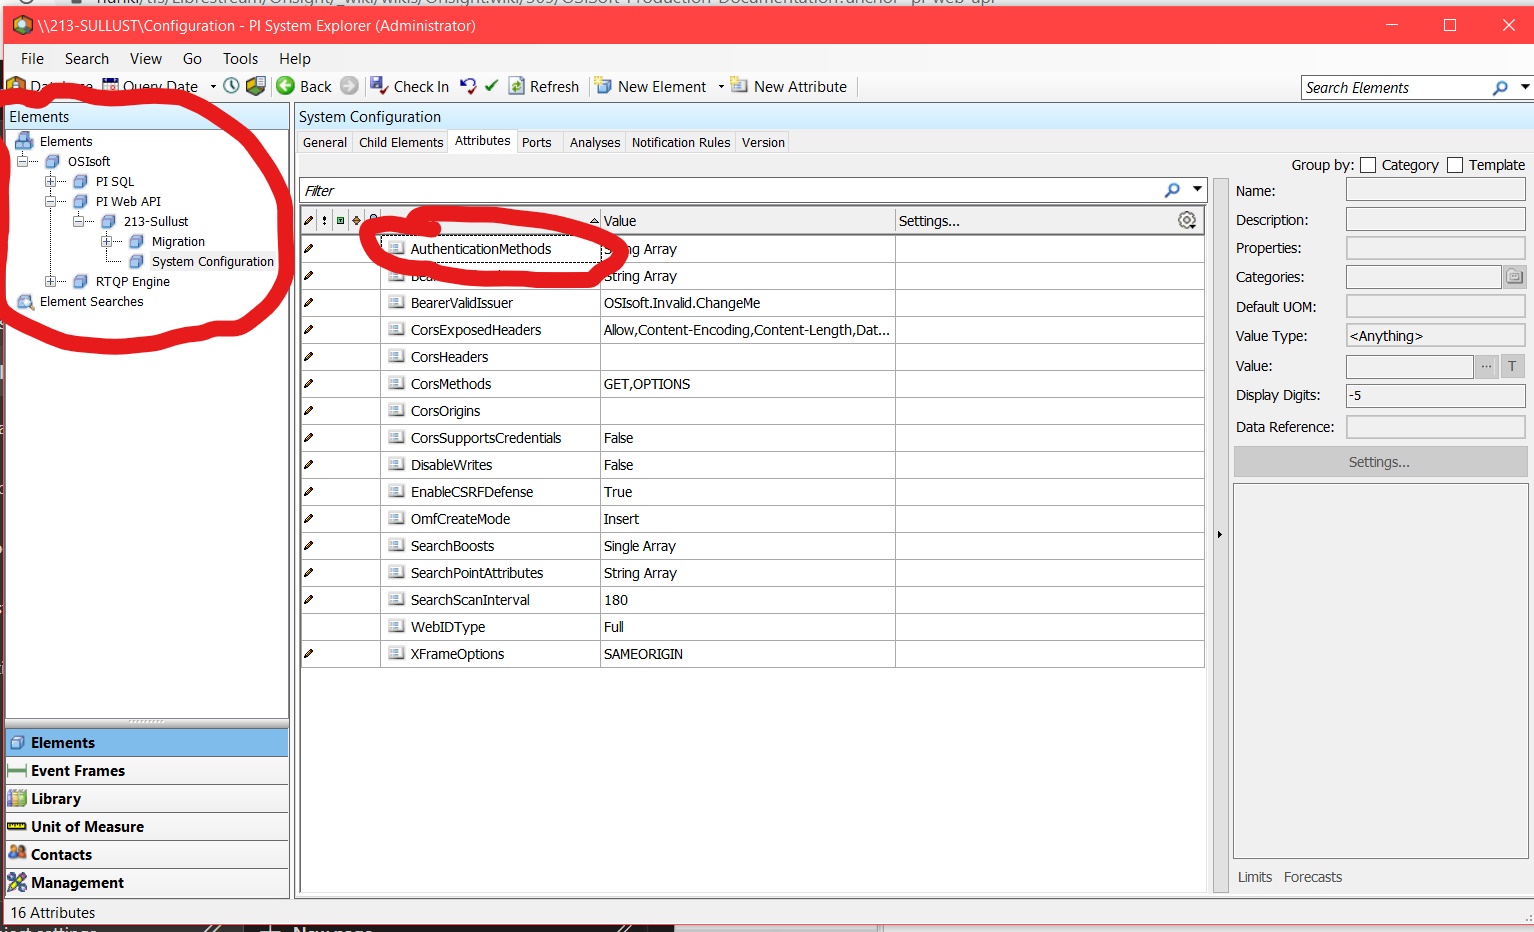 \\213-SULLUST\Configuration - PI System Explorer (Administrator)
File Search View Go Tools Help
Database Query Date Back Check In Refresh New Element New Attribute Search Elements
Elements
Elements
OSIsoft
PI SQL
PI Web API
213-Sullust
Migration
System Configuration
RTQP Engine
Element Searches
Elements
Event Frames
Library
Unit of Measure
Contacts
Management
System Configuration
General Child Elements Attributes Ports Analyses Notification Rules Version
Group by: Category Template
Filter
Value Settings...
AuthenticationMethods String Array
String Array
BearerValidIssuer OSIsoft.Invalid.ChangeMe
CorsExposedHeaders Allow,Content-Encoding,Content-Length,Dat...
CorsHeaders
CorsMethods GET,OPTIONS
CorsOrigins
CorsSupportsCredentials False
DisableWrites False
EnableCSRFDefense True
OmfCreateMode Insert
SearchBoosts Single Array
SearchPointAttributes String Array
SearchScanInterval 180
WebIDType Full
XFrameOptions SAMEORIGIN
Name:
Description:
Properties:
Categories:
Default UOM:
Value Type: <Anything>
Value: ... T
Display Digits: -5
Data Reference:
Settings...
Limits Forecasts
16 Attributes